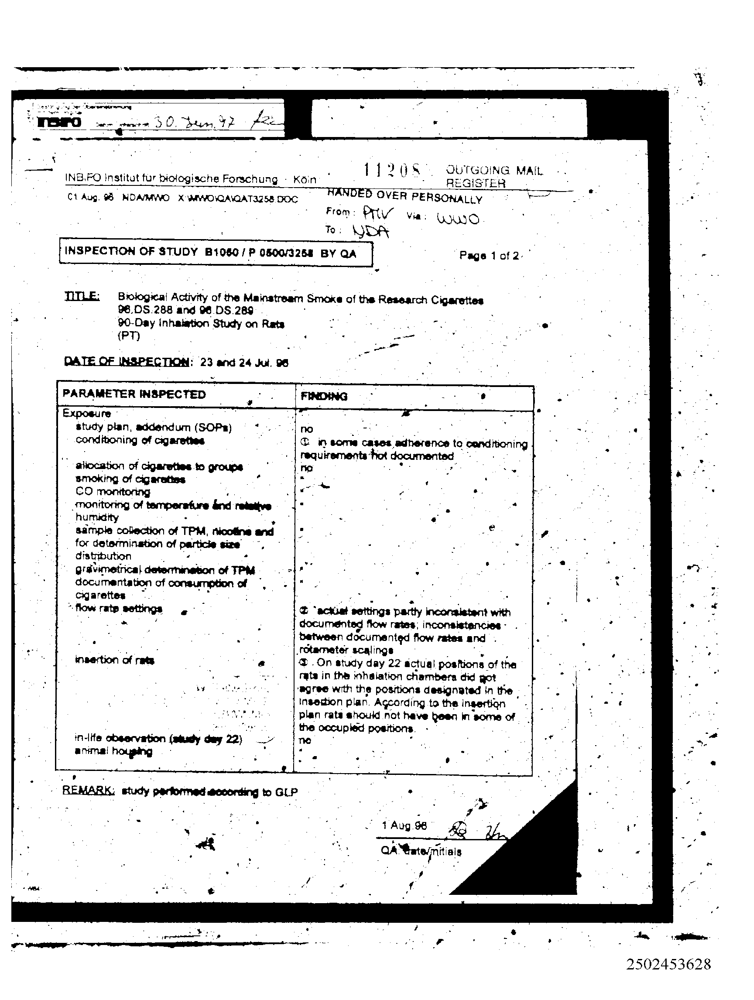 INBIFO 30. Jun. 97
INB.FO Institut fur biologische Forschung · Köln
11208
OUTGOING MAIL
REGISTER
C1 Aug. 96 NDA/MWO X:\MWO\QA\QAT3258.DOC
HANDED OVER PERSONALLY
From: PTV Via: WWO
To: NDA
INSPECTION OF STUDY B1060 / P 0500/3258 BY QA
Page 1 of 2
TITLE: Biological Activity of the Mainstream Smoke of the Research Cigarettes
96.DS.288 and 96.DS.289
90-Day Inhalation Study on Rats
(PT)
DATE OF INSPECTION: 23 and 24 Jul. 96
PARAMETER INSPECTED FINDING
Exposure
study plan, addendum (SOPs) no
conditioning of cigarettes ① in some cases adherence to conditioning
requirements not documented
allocation of cigarettes to groups no
smoking of cigarettes "
CO monitoring "
monitoring of temperature and relative "
humidity
sample collection of TPM, nicotine and "
for determination of particle size
distribution
gravimetrical determination of TPM "
documentation of consumption of "
cigarettes
flow rate settings ② actual settings partly inconsistent with
documented flow rates; inconsistencies
between documented flow rates and
rotameter scalings
insertion of rats ③ On study day 22 actual positions of the
rats in the inhalation chambers did not
agree with the positions designated in the
insertion plan. According to the insertion
plan rats should not have been in some of
the occupied positions.
in-life observation (study day 22) no
animal housing "
REMARK: study performed according to GLP
1 Aug 96
QA date/initials
2502453628